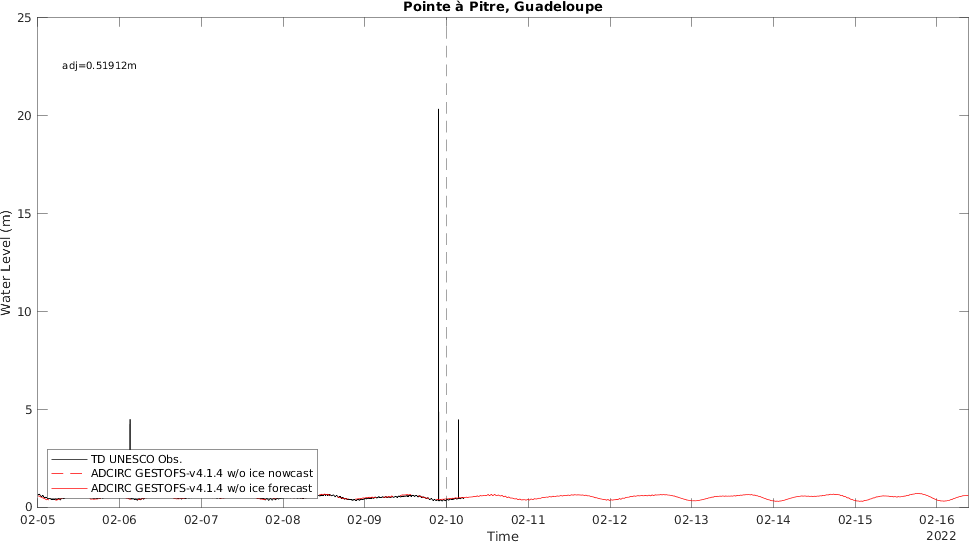 Pointe à Pitre, Guadeloupe
25
adj=0.51912m
20
15
10
5
0
Water Level (m)
TD UNESCO Obs.
ADCIRC GESTOFS-v4.1.4 w/o ice nowcast
ADCIRC GESTOFS-v4.1.4 w/o ice forecast
02-05 02-06 02-07 02-08 02-09 02-10 02-11 02-12 02-13 02-14 02-15 02-16
Time
2022